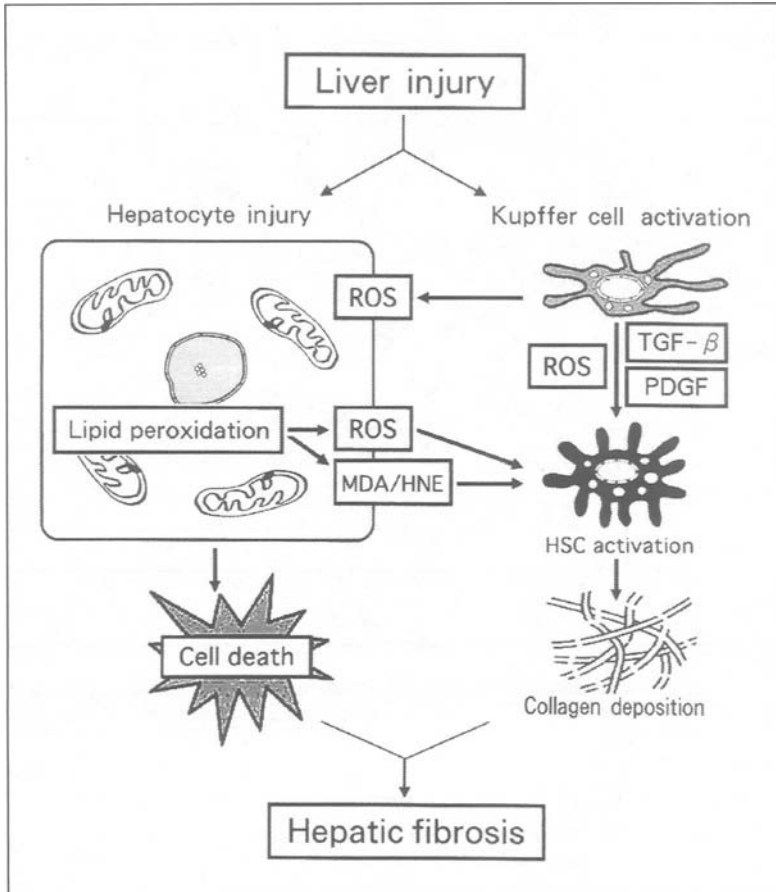 Liver injury
Hepatocyte injury
Kupffer cell activation
ROS
ROS
TGF-β
PDGF
Lipid peroxidation
ROS
MDA/HNE
HSC activation
Cell death
Collagen deposition
Hepatic fibrosis